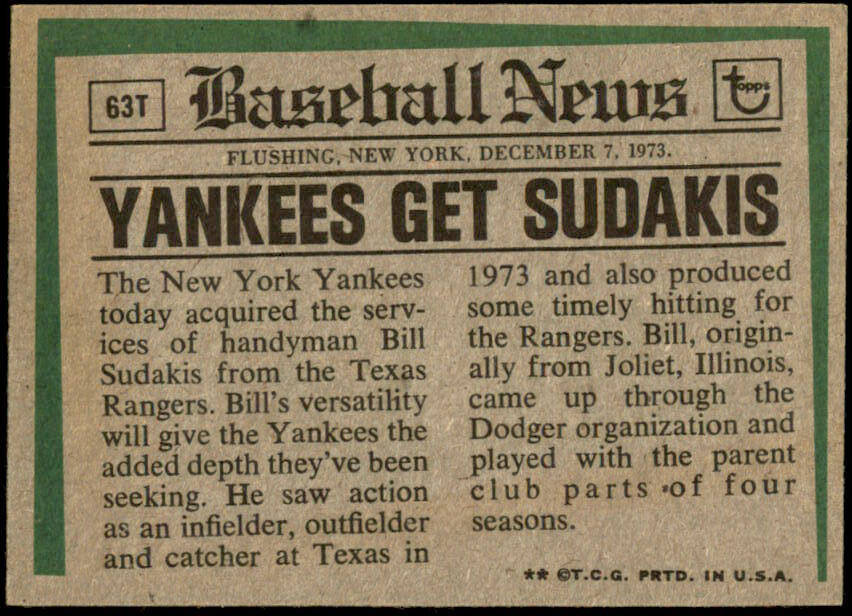 63T
Baseball News
topps
FLUSHING, NEW YORK, DECEMBER 7, 1973.
YANKEES GET SUDAKIS
The New York Yankees
today acquired the serv-
ices of handyman Bill
Sudakis from the Texas
Rangers. Bill's versatility
will give the Yankees the
added depth they've been
seeking. He saw action
as an infielder, outfielder
and catcher at Texas in
1973 and also produced
some timely hitting for
the Rangers. Bill, origin-
ally from Joliet, Illinois,
came up through the
Dodger organization and
played with the parent
club parts of four
seasons.
** ©T.C.G. PRTD. IN U.S.A.